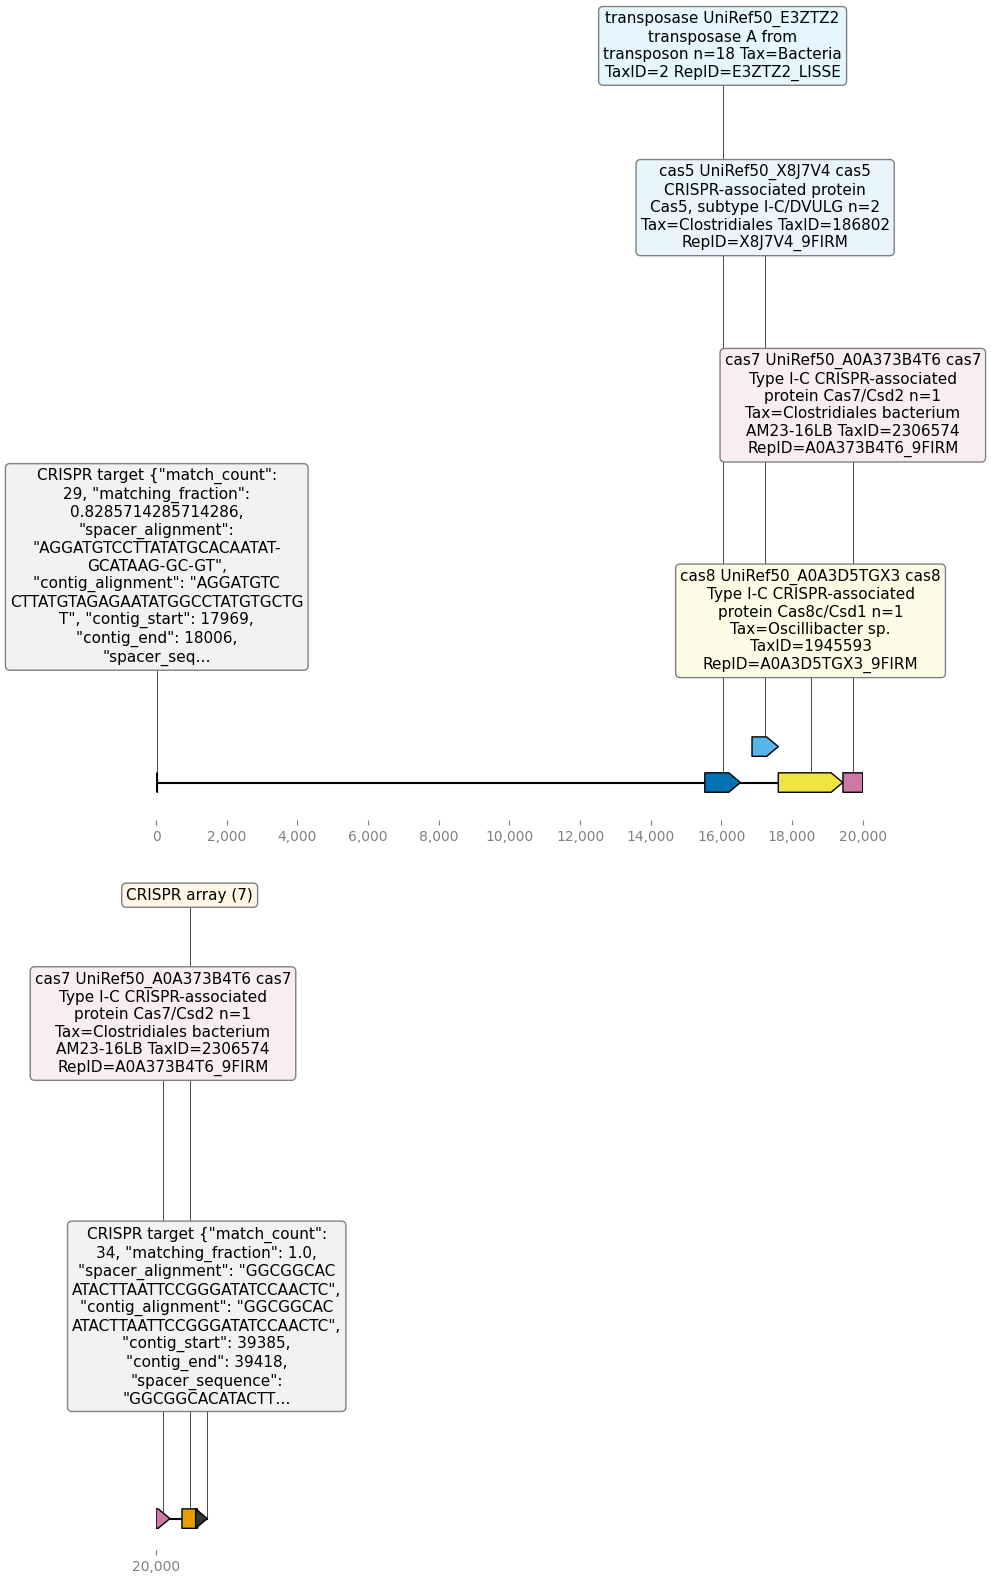 transposase UniRef50_E3ZTZ2
transposase A from
transposon n=18 Tax=Bacteria
TaxID=2 RepID=E3ZTZ2_LISSE
cas5 UniRef50_X8J7V4 cas5
CRISPR-associated protein
Cas5, subtype I-C/DVULG n=2
Tax=Clostridiales TaxID=186802
RepID=X8J7V4_9FIRM
cas7 UniRef50_A0A373B4T6 cas7
Type I-C CRISPR-associated
protein Cas7/Csd2 n=1
Tax=Clostridiales bacterium
AM23-16LB TaxID=2306574
RepID=A0A373B4T6_9FIRM
CRISPR target {"match_count":
29, "matching_fraction":
0.8285714285714286,
"spacer_alignment":
"AGGATGTCCTTATATGCACAATAT-
GCATAAG-GC-GT",
"contig_alignment": "AGGATGTC
CTTATGTAGAGAATATGGCCTATGTGCTG
T", "contig_start": 17969,
"contig_end": 18006,
"spacer_seq...
cas8 UniRef50_A0A3D5TGX3 cas8
Type I-C CRISPR-associated
protein Cas8c/Csd1 n=1
Tax=Oscillibacter sp.
TaxID=1945593
RepID=A0A3D5TGX3_9FIRM
0 2,000 4,000 6,000 8,000 10,000 12,000 14,000 16,000 18,000 20,000
CRISPR array (7)
cas7 UniRef50_A0A373B4T6 cas7
Type I-C CRISPR-associated
protein Cas7/Csd2 n=1
Tax=Clostridiales bacterium
AM23-16LB TaxID=2306574
RepID=A0A373B4T6_9FIRM
CRISPR target {"match_count":
34, "matching_fraction": 1.0,
"spacer_alignment": "GGCGGCAC
ATACTTAATTCCGGGATATCCAACTC",
"contig_alignment": "GGCGGCAC
ATACTTAATTCCGGGATATCCAACTC",
"contig_start": 39385,
"contig_end": 39418,
"spacer_sequence":
"GGCGGCACATACTT...
20,000